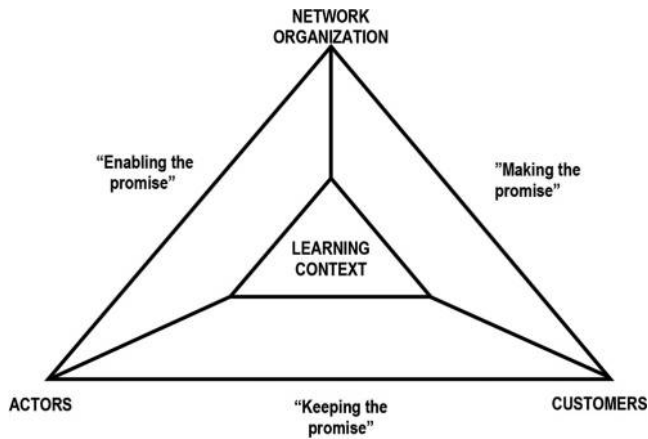 NETWORK
ORGANIZATION
"Enabling the
promise"
"Making the
promise"
LEARNING
CONTEXT
ACTORS
"Keeping the
promise"
CUSTOMERS